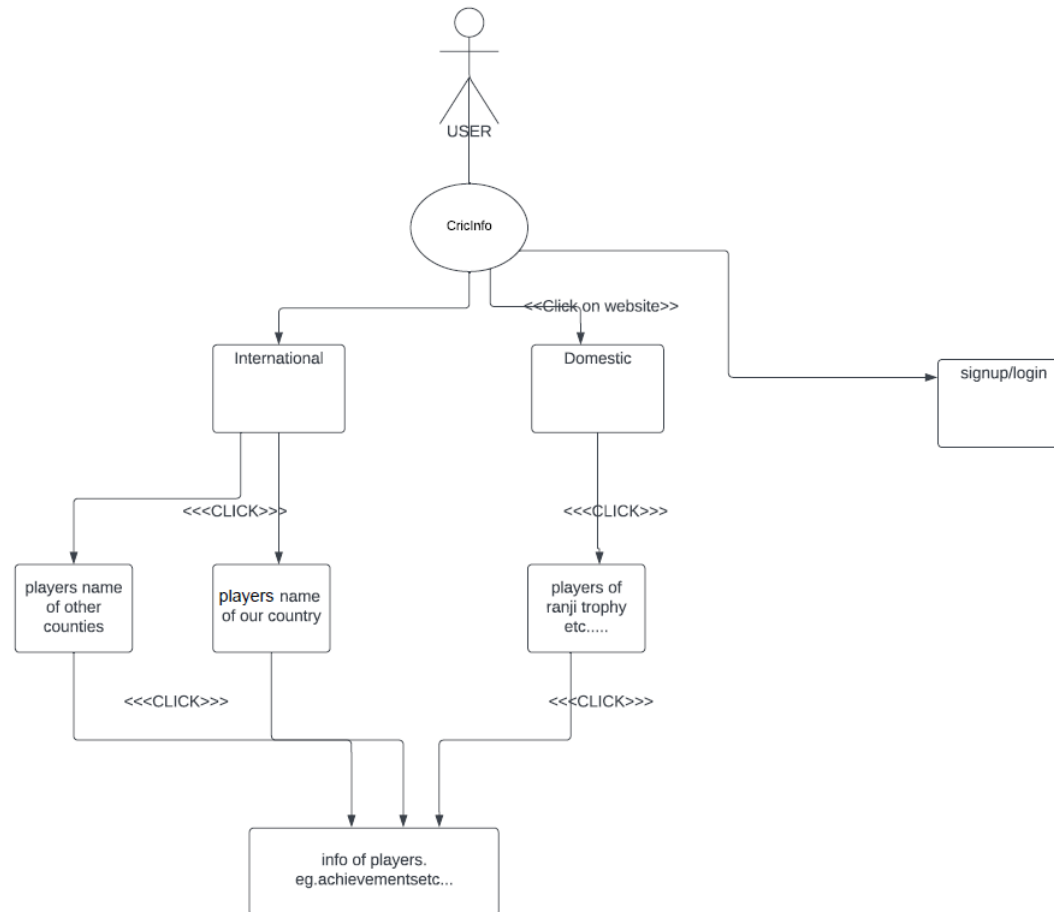 USER
CricInfo
<<Click on website>>
International
Domestic
signup/login
<<<CLICK>>>
<<<CLICK>>>
players name
of other
counties
players name
of our country
players of
ranji trophy
etc.....
<<<CLICK>>>
<<<CLICK>>>
info of players.
eg.achievementsetc...